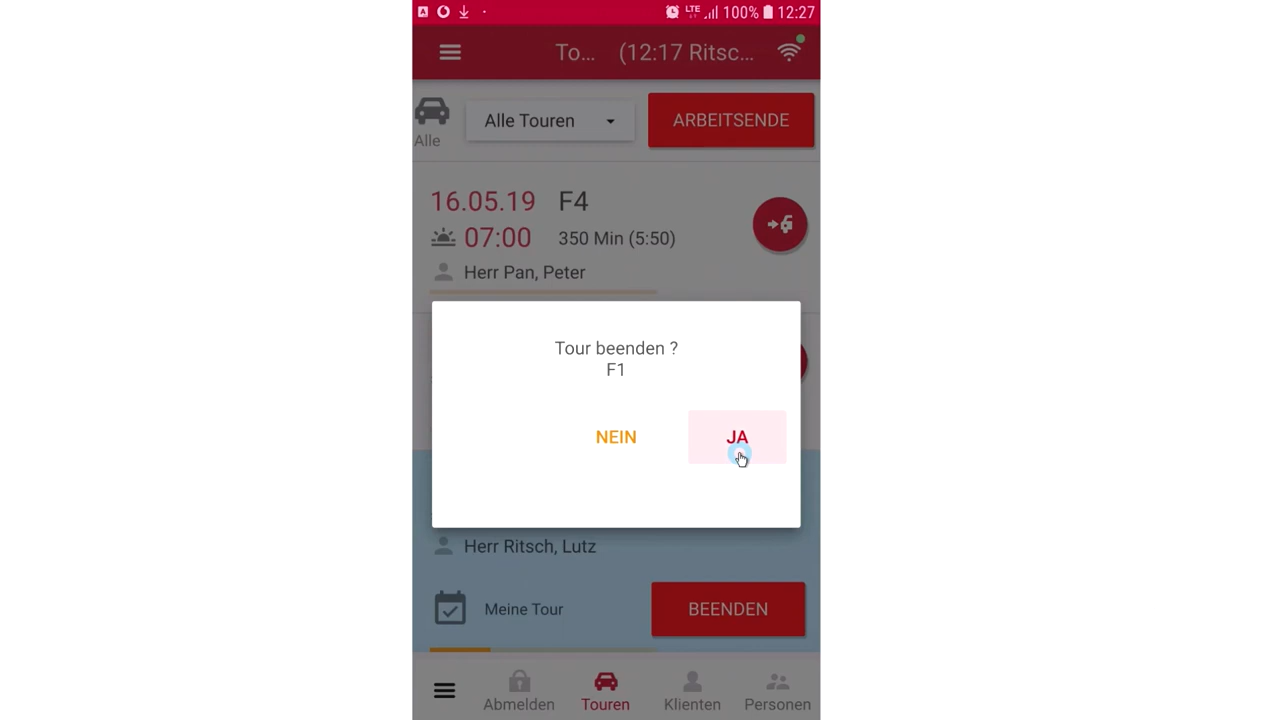 LTE 100% 12:27
To... (12:17 Ritsc...
Alle
Alle Touren
ARBEITSENDE
16.05.19 F4
07:00 350 Min (5:50)
Herr Pan, Peter
Tour beenden ?
F1
NEIN JA
Herr Ritsch, Lutz
Meine Tour BEENDEN
Abmelden Touren Klienten Personen